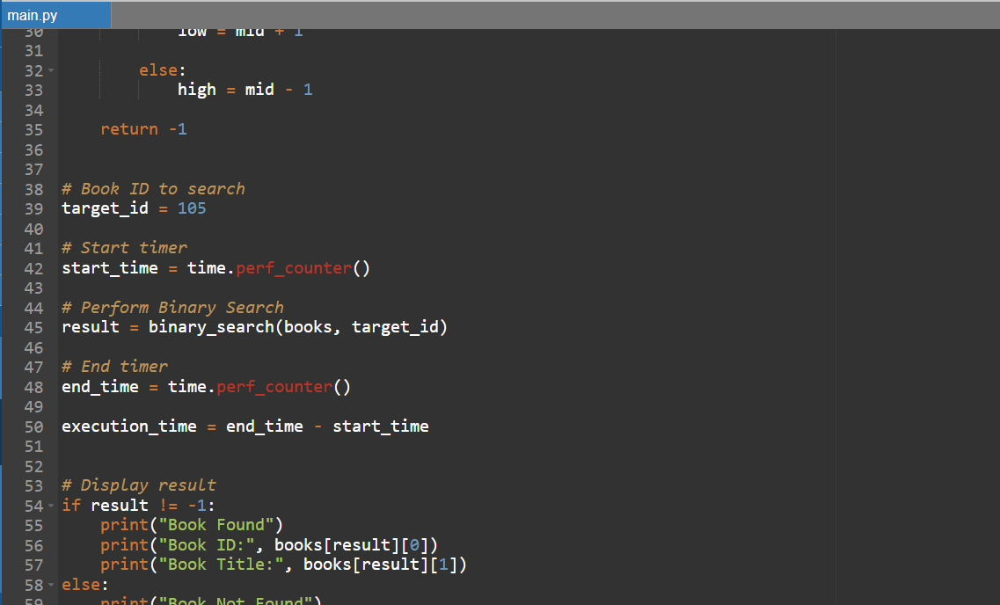 main.py
30 low = mid + 1
31
32 else:
33 high = mid - 1
34
35 return -1
36
37
38 # Book ID to search
39 target_id = 105
40
41 # Start timer
42 start_time = time.perf_counter()
43
44 # Perform Binary Search
45 result = binary_search(books, target_id)
46
47 # End timer
48 end_time = time.perf_counter()
49
50 execution_time = end_time - start_time
51
52
53 # Display result
54 if result != -1:
55 print("Book Found")
56 print("Book ID:", books[result][0])
57 print("Book Title:", books[result][1])
58 else:
59 print("Book Not Found")